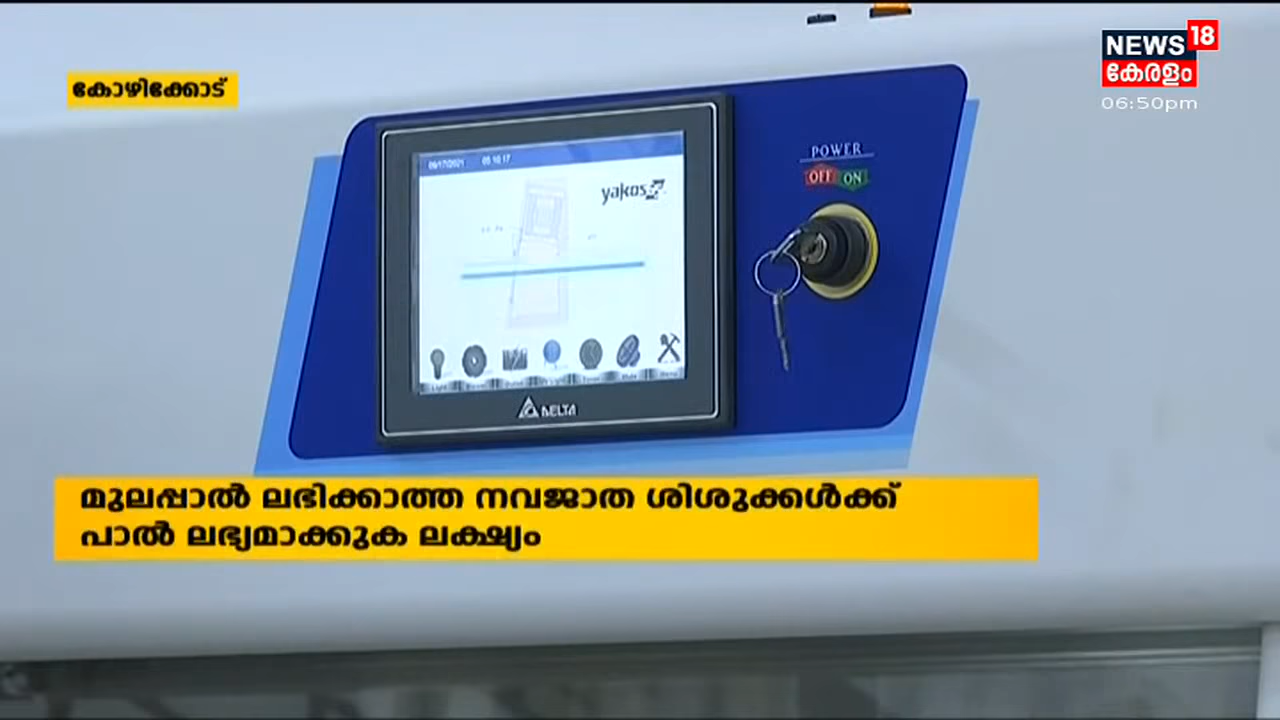 NEWS 18
കേരളം
06:50pm
കോഴിക്കോട്
POWER
OFF ON
yakos
DELTA
മുലപ്പാൽ ലഭിക്കാത്ത നവജാത ശിശുക്കൾക്ക്
പാൽ ലഭ്യമാക്കുക ലക്ഷ്യം